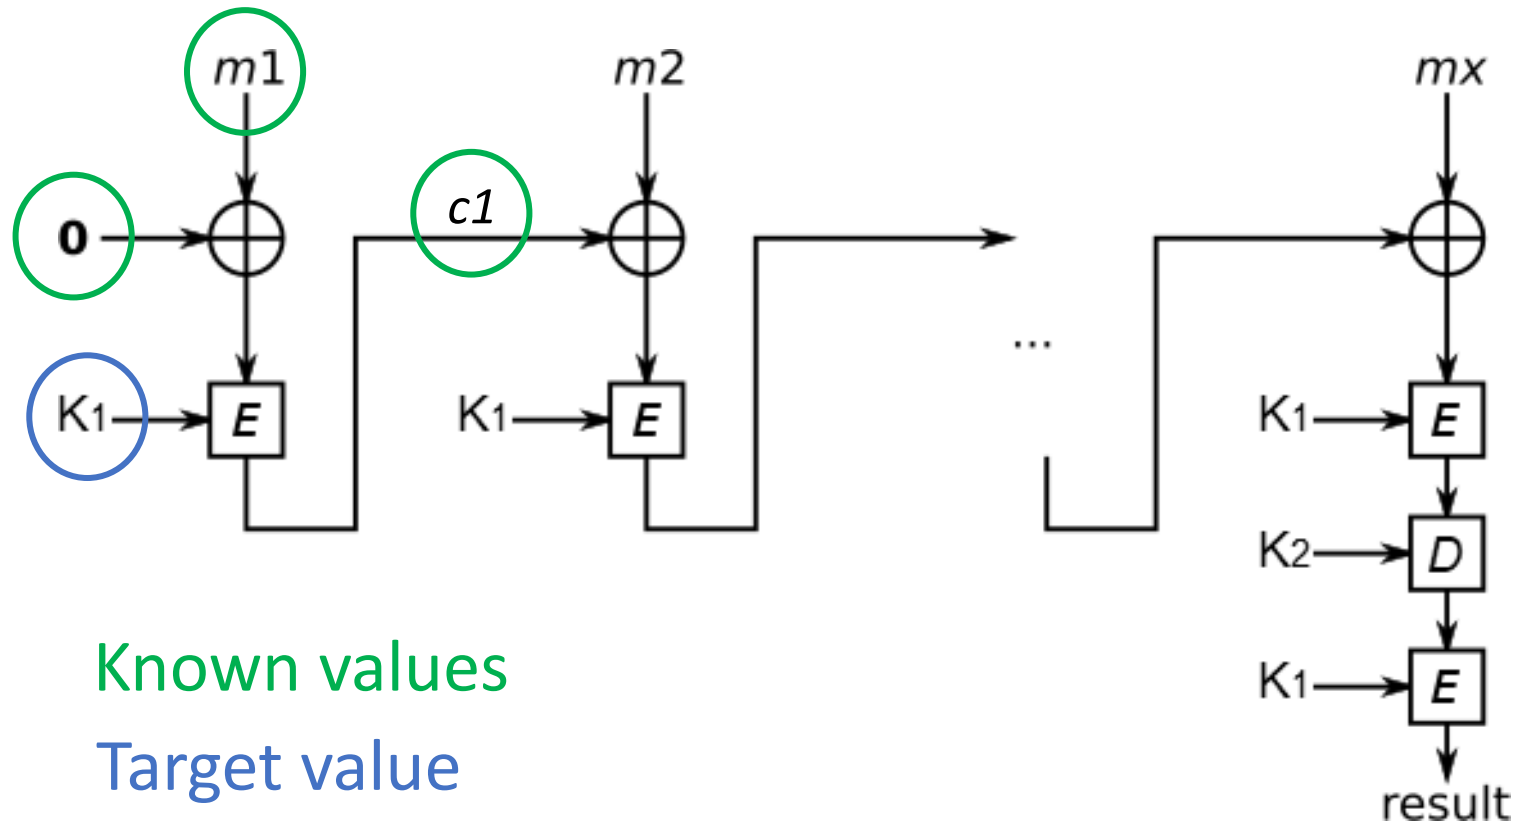 m1 m2 mx
c1
0
...
K1 E K1 E K1 E
K2 D
Known values
K1 E
Target value
result